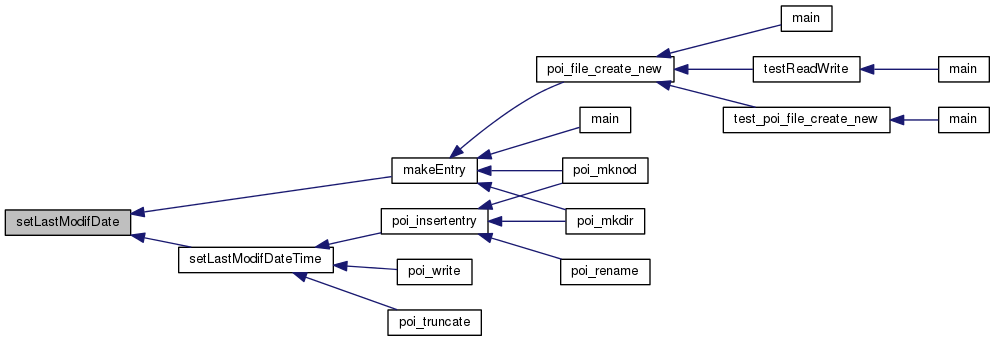 main
poi_file_create_new
testReadWrite
main
test_poi_file_create_new
main
main
makeEntry
poi_mknod
setLastModifDate
poi_insertentry
poi_mkdir
setLastModifDateTime
poi_write
poi_rename
poi_truncate